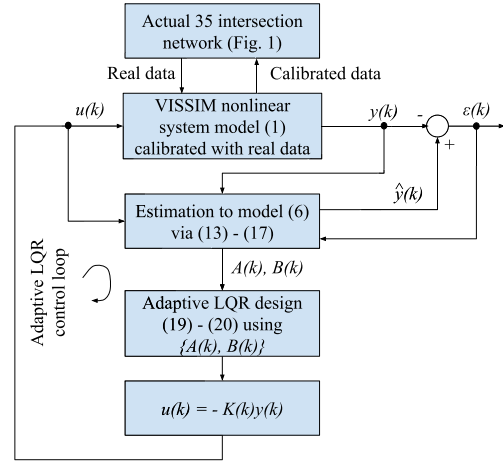 Actual 35 intersection
network (Fig. 1)
Real data
Calibrated data
u(k)
VISSIM nonlinear
system model (1)
calibrated with real data
y(k)
-
ε(k)
+
Estimation to model (6)
via (13) - (17)
ŷ(k)
A(k), B(k)
Adaptive LQR
control loop
Adaptive LQR design
(19) - (20) using
{A(k), B(k)}
u(k) = - K(k)y(k)